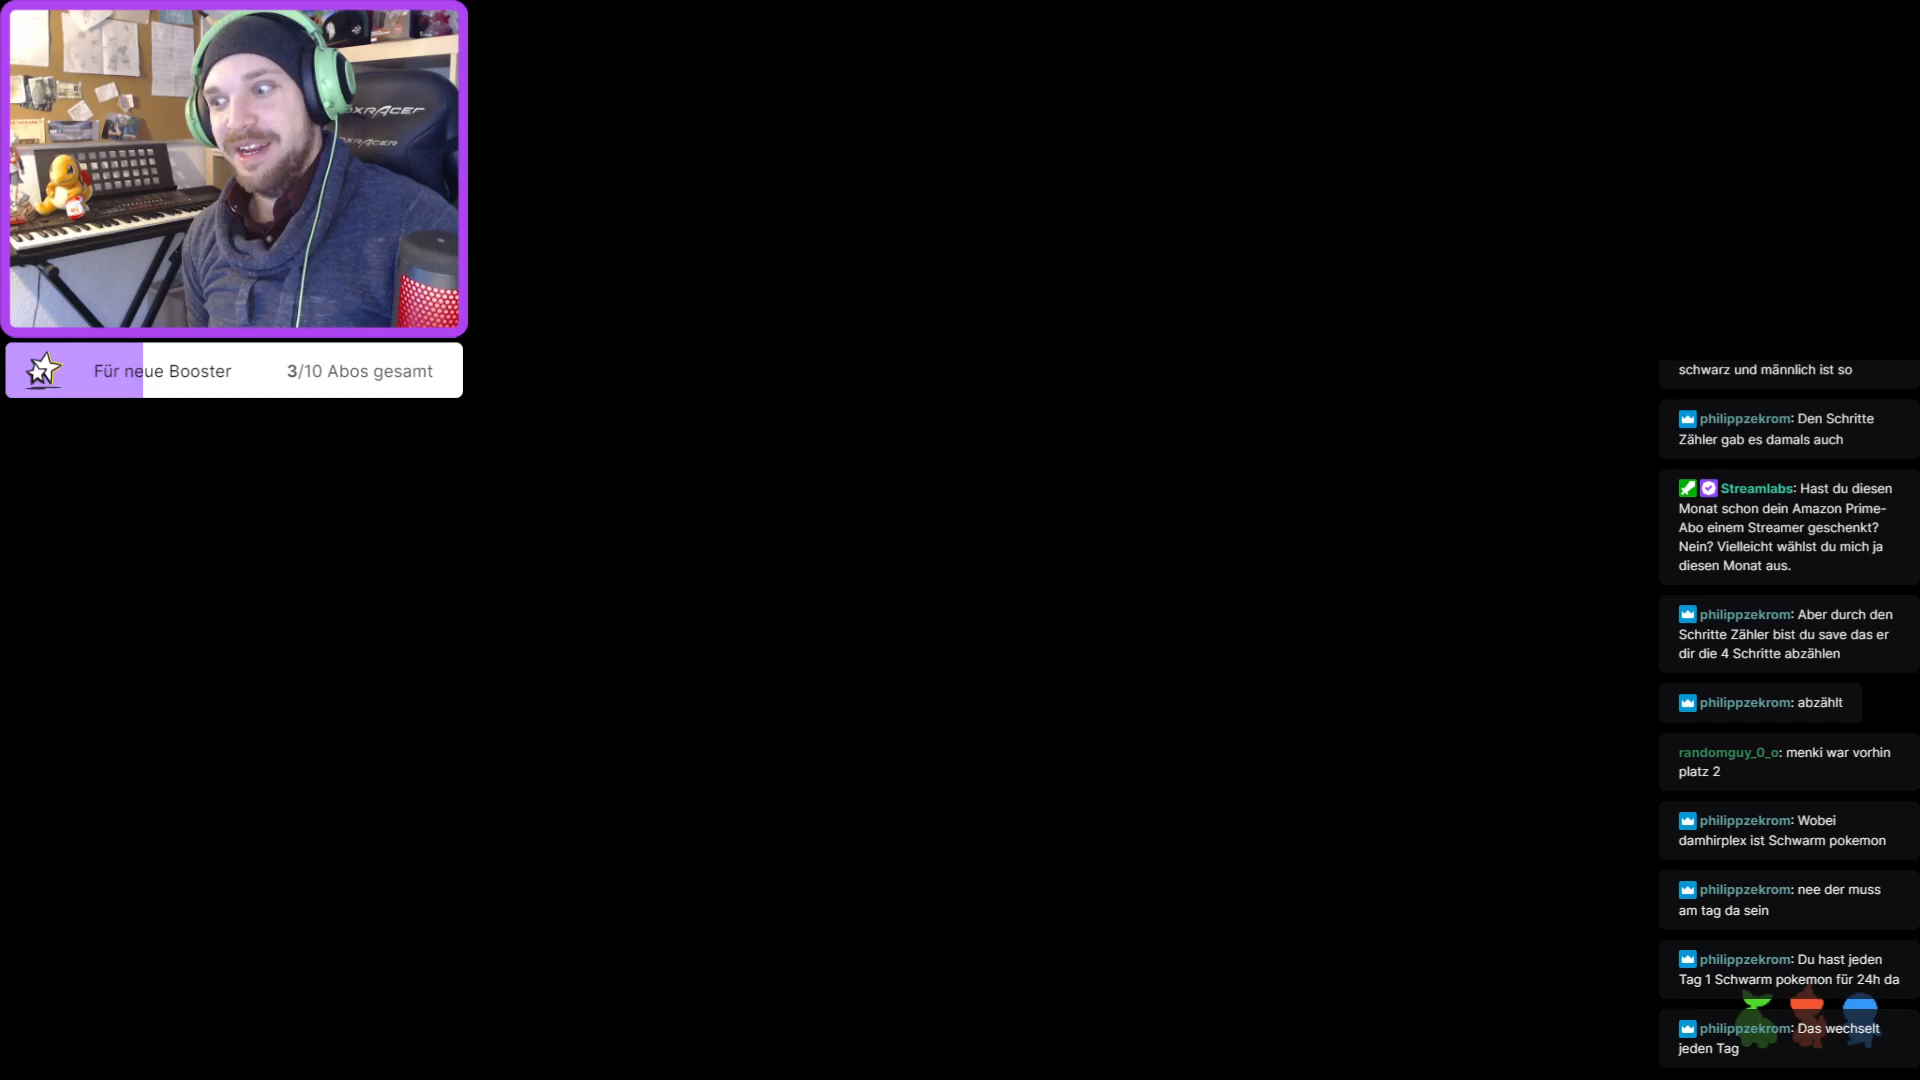 DXRACER
DXRACER
Für neue Booster
3/10 Abos gesamt
schwarz und männlich ist so
philippzekrom: Den Schritte
Zähler gab es damals auch
Streamlabs: Hast du diesen
Monat schon dein Amazon Prime-
Abo einem Streamer geschenkt?
Nein? Vielleicht wählst du mich ja
diesen Monat aus.
philippzekrom: Aber durch den
Schritte Zähler bist du save das er
dir die 4 Schritte abzählen
philippzekrom: abzählt
randomguy_0_o: menki war vorhin
platz 2
philippzekrom: Wobei
damhirplex ist Schwarm pokemon
philippzekrom: nee der muss
am tag da sein
philippzekrom: Du hast jeden
Tag 1 Schwarm pokemon für 24h da
philippzekrom: Das wechselt
jeden Tag